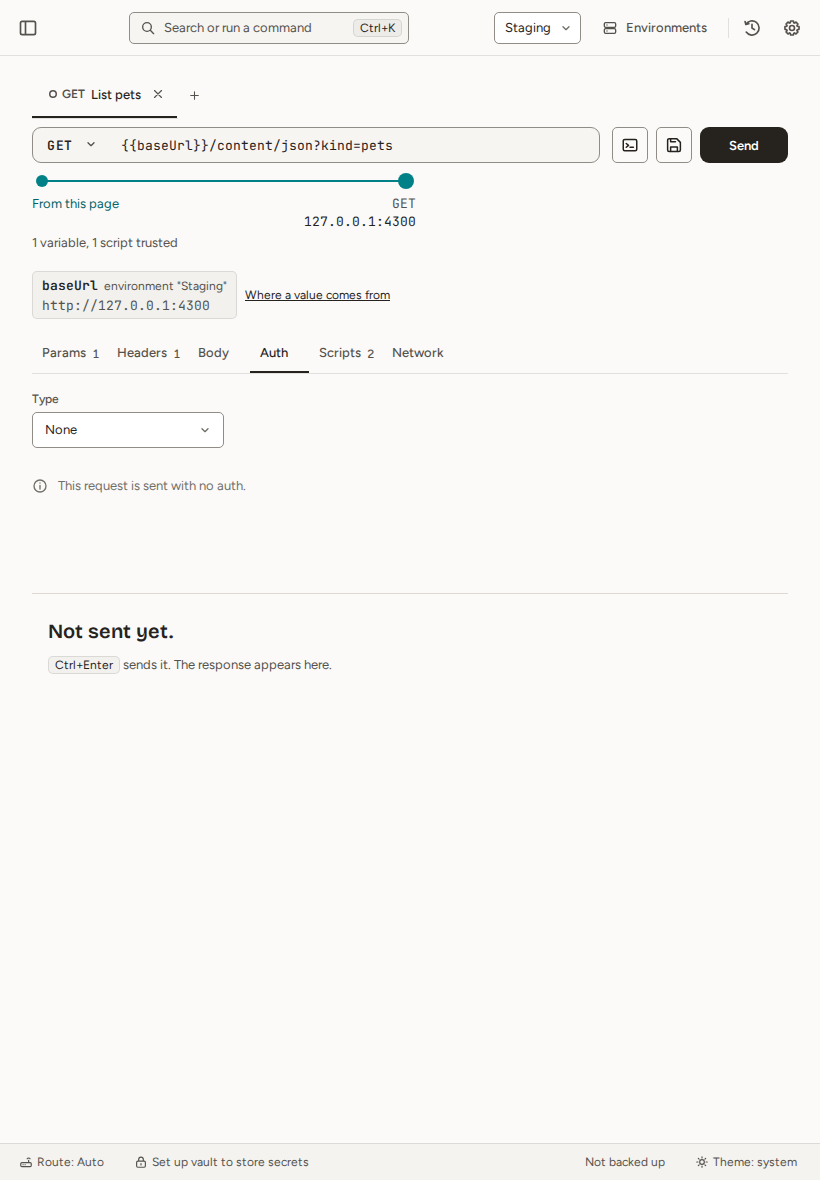 Search or run a command Ctrl+K Staging Environments
GET List pets
GET {{baseUrl}}/content/json?kind=pets Send
From this page GET
127.0.0.1:4300
1 variable, 1 script trusted
baseUrl environment "Staging"
http://127.0.0.1:4300
Where a value comes from
Params 1 Headers 1 Body Auth Scripts 2 Network
Type
None
This request is sent with no auth.
Not sent yet.
Ctrl+Enter sends it. The response appears here.
Route: Auto Set up vault to store secrets Not backed up Theme: system